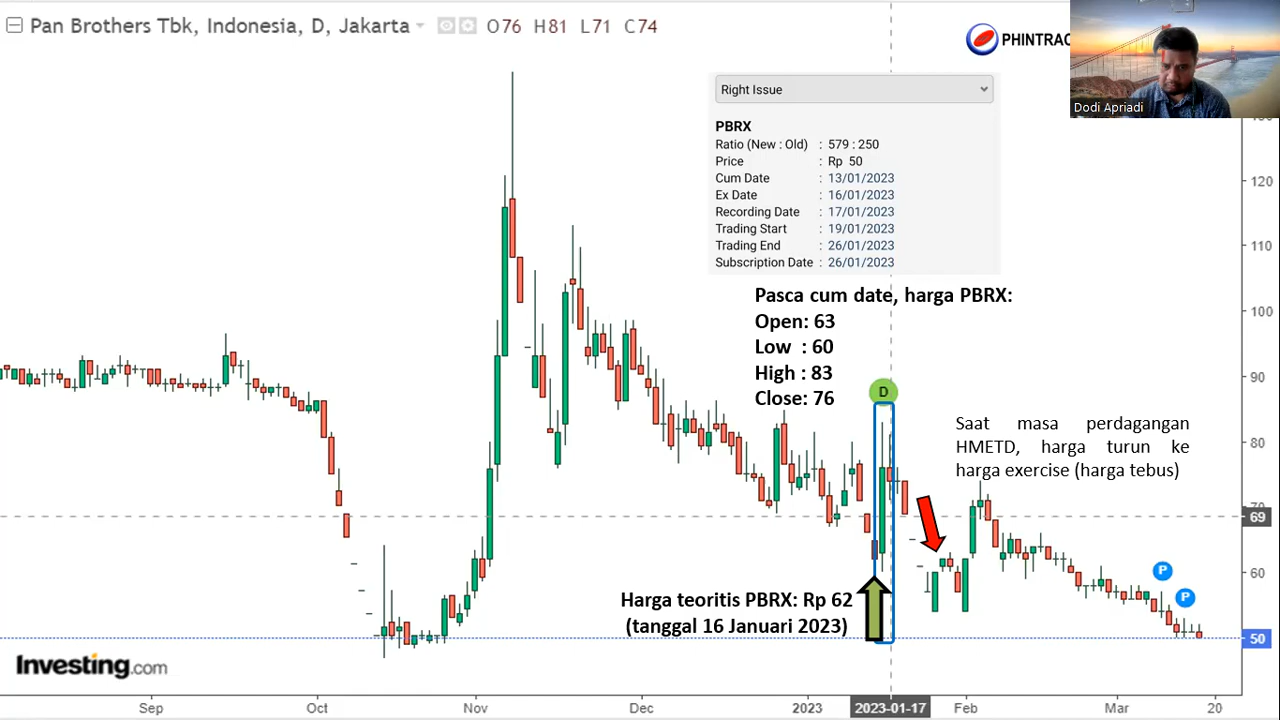 Pan Brothers Tbk, Indonesia, D, Jakarta O76 H81 L71 C74
PHINTRAC
Dodi Apriadi
Right Issue
PBRX
Ratio (New : Old) : 579 : 250
Price : Rp 50
Cum Date : 13/01/2023
Ex Date : 16/01/2023
Recording Date : 17/01/2023
Trading Start : 19/01/2023
Trading End : 26/01/2023
Subscription Date : 26/01/2023
Pasca cum date, harga PBRX:
Open: 63
Low : 60
High : 83
Close: 76
D
Saat masa perdagangan
HMETD, harga turun ke
harga exercise (harga tebus)
Harga teoritis PBRX: Rp 62
(tanggal 16 Januari 2023)
P
P
120
110
100
90
80
69
60
50
Investing.com
Sep Oct Nov Dec 2023 2023-01-17 Feb Mar 20